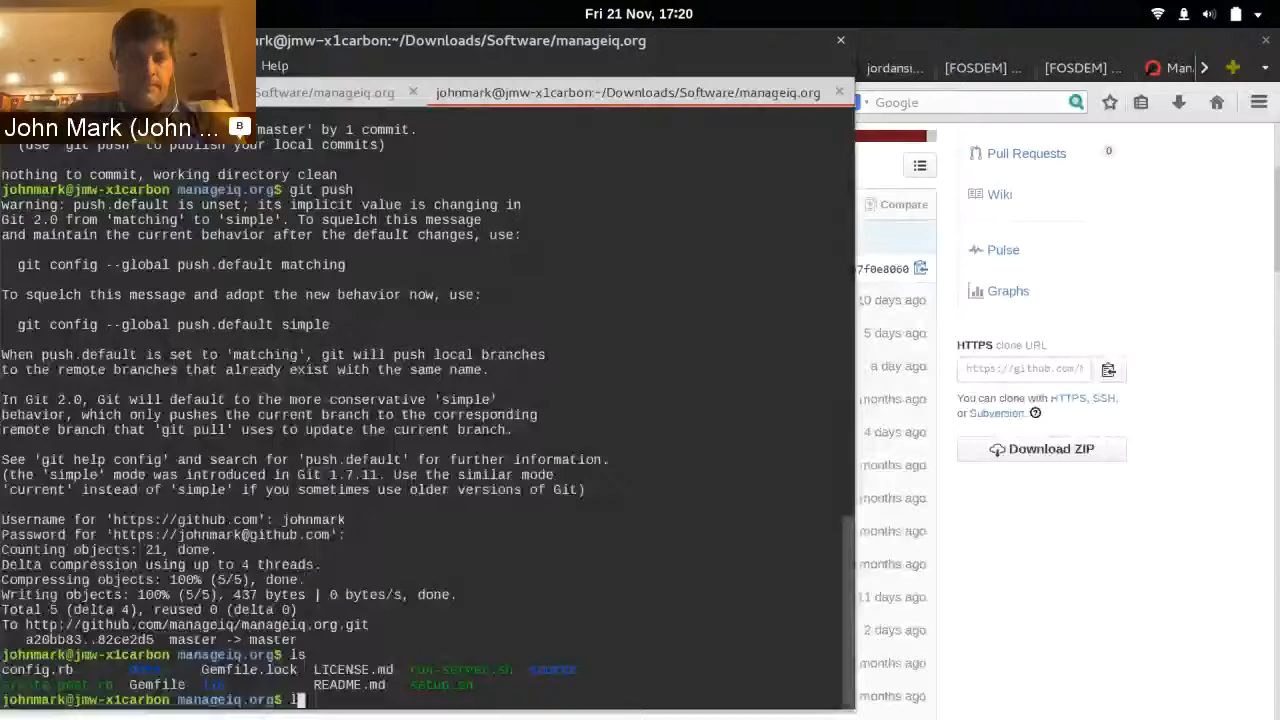 Fri 21 Nov, 17:20
rk@jmw-x1carbon:~/Downloads/Software/manageiq.org
Help
Software/manageiq.org
johnmark@jmw-x1carbon:~/Downloads/Software/manageiq.org
John Mark (John ...
B
master' by 1 commit.
(use 'git push' to publish your local commits)
nothing to commit, working directory clean
johnmark@jmw-x1carbon manageiq.org$ git push
warning: push.default is unset; its implicit value is changing in
Git 2.0 from 'matching' to 'simple'. To squelch this message
and maintain the current behavior after the default changes, use:
git config --global push.default matching
To squelch this message and adopt the new behavior now, use:
git config --global push.default simple
When push.default is set to 'matching', git will push local branches
to the remote branches that already exist with the same name.
In Git 2.0, Git will default to the more conservative 'simple'
behavior, which only pushes the current branch to the corresponding
remote branch that 'git pull' uses to update the current branch.
See 'git help config' and search for 'push.default' for further information.
(the 'simple' mode was introduced in Git 1.7.11. Use the similar mode
'current' instead of 'simple' if you sometimes use older versions of Git)
Username for 'https://github.com': johnmark
Password for 'https://johnmark@github.com':
Counting objects: 21, done.
Delta compression using up to 4 threads.
Compressing objects: 100% (5/5), done.
Writing objects: 100% (5/5), 437 bytes | 0 bytes/s, done.
Total 5 (delta 4), reused 0 (delta 0)
To http://github.com/manageiq/manageiq.org.git
a20bb83..82ce2d5 master -> master
johnmark@jmw-x1carbon manageiq.org$ ls
config.rb Gemfile.lock LICENSE.md run-server.sh source
Gemfile lib README.md setup.sh
johnmark@jmw-x1carbon manageiq.org$ l
jordansi... [FOSDEM] ... [FOSDEM] ... Man
Google
Compare
7f0e8060
10 days ago
5 days ago
a day ago
months ago
4 days ago
months ago
months ago
months ago
months ago
11 days ago
2 days ago
months ago
months ago
Pull Requests 0
Wiki
Pulse
Graphs
HTTPS clone URL
https://github.com/
You can clone with HTTPS, SSH,
or Subversion.
Download ZIP